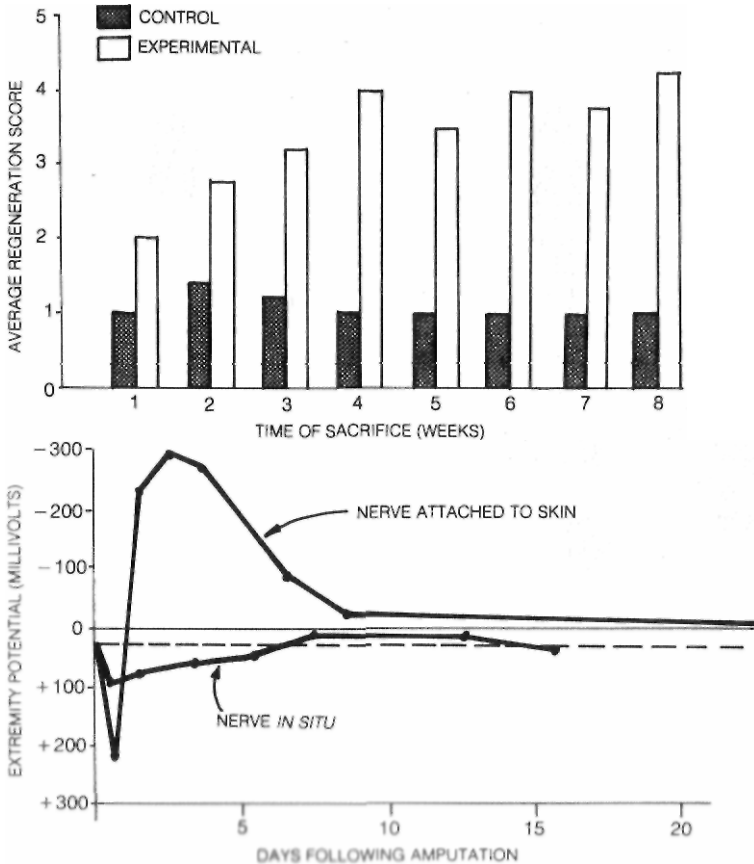 5
CONTROL
EXPERIMENTAL
4
3
2
1
0
AVERAGE REGENERATION SCORE
1 2 3 4 5 6 7 8
TIME OF SACRIFICE (WEEKS)
−300
−200
−100
0
+100
+200
+300
EXTREMITY POTENTIAL (MILLIVOLTS)
NERVE ATTACHED TO SKIN
NERVE IN SITU
5 10 15 20
DAYS FOLLOWING AMPUTATION